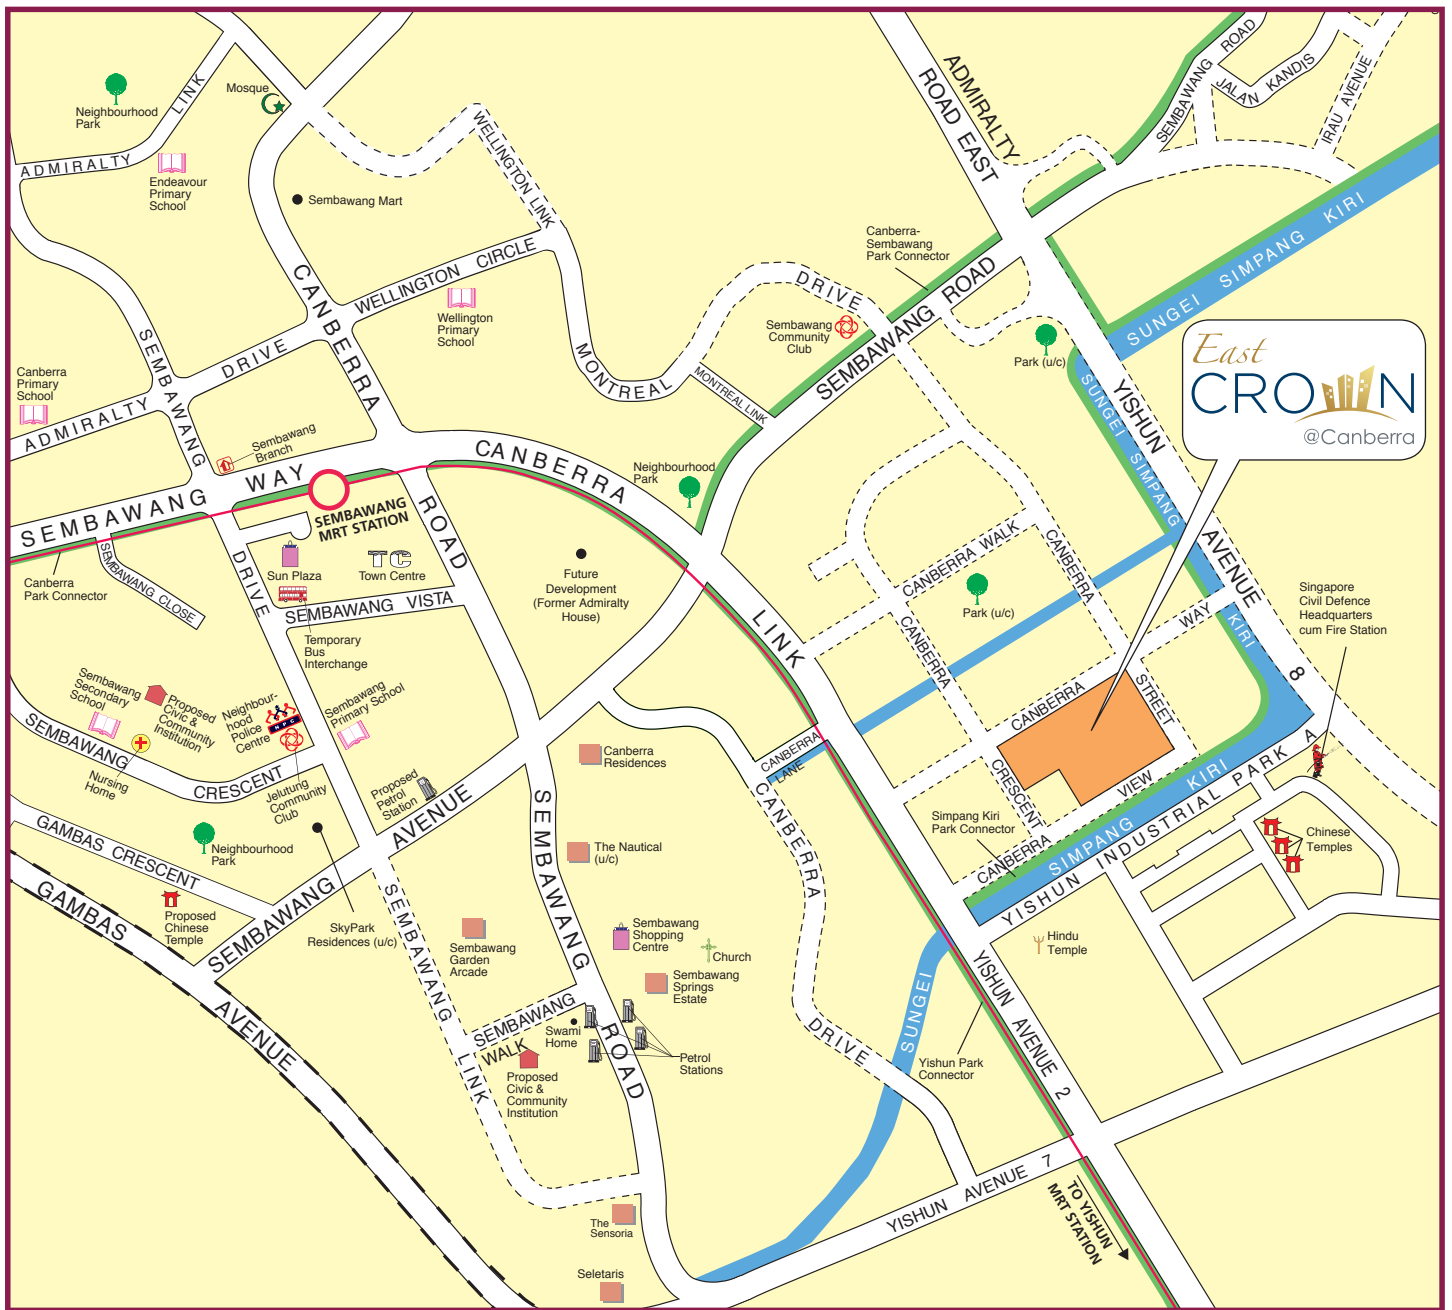 ADMIRALTY
ROAD EAST
SEMBAWANG
ROAD
JALAN KANDIS
IRAU AVENUE
LINK
Mosque
Neighbourhood
Park
ADMIRALTY
Endeavour
Primary
School
Sembawang Mart
WELLINGTON LINK
WELLINGTON CIRCLE
Wellington
Primary
School
CANBERRA
Canberra-
Sembawang
Park Connector
SEMBAWANG ROAD
DRIVE
Sembawang
Community
Club
MONTREAL
MONTREAL LINK
SUNGEI SIMPANG KIRI
Park (u/c)
East
CROWN
@Canberra
SEMBAWANG
DRIVE
ADMIRALTY
Canberra
Primary
School
Sembawang
Branch
SEMBAWANG WAY
SEMBAWANG
MRT STATION
CANBERRA
LINK
ROAD
Neighbourhood
Park
YISHUN
AVENUE
8
SUNGEI SIMPANG
KIRI
Canberra
Park Connector
SEMBAWANG CLOSE
DRIVE
Sun Plaza
TC
Town Centre
SEMBAWANG VISTA
Temporary
Bus
Interchange
Future
Development
(Former Admiralty
House)
CANBERRA WALK
Park (u/c)
CANBERRA
STREET
CANBERRA
CRESCENT
CANBERRA
WAY
Singapore
Civil Defence
Headquarters
cum Fire Station
Sembawang
Secondary
School
Proposed
Civic &
Community
Institution
Neighbour-
hood
Police
Centre
NPC
Sembawang
Primary School
Nursing
Home
SEMBAWANG
CRESCENT
Jelutung
Community
Club
Proposed
Petrol
Station
Canberra
Residences
CANBERRA
LANE
CANBERRA
DRIVE
Simpang Kiri
Park Connector
CANBERRA
VIEW
SIMPANG
KIRI
YISHUN INDUSTRIAL PARK A
Chinese
Temples
GAMBAS CRESCENT
Neighbourhood
Park
SEMBAWANG
AVENUE
The Nautical
(u/c)
GAMBAS
AVENUE
Proposed
Chinese
Temple
SkyPark
Residences (u/c)
SEMBAWANG
LINK
Sembawang
Garden
Arcade
SEMBAWANG
ROAD
Sembawang
Shopping
Centre
Church
Sembawang
Springs
Estate
Hindu
Temple
SEMBAWANG
WALK
Swami
Home
Petrol
Stations
Proposed
Civic &
Community
Institution
SUNGEI
YISHUN AVENUE 2
Yishun Park
Connector
YISHUN AVENUE 7
TO YISHUN
MRT STATION
The
Sensoria
Seletaris